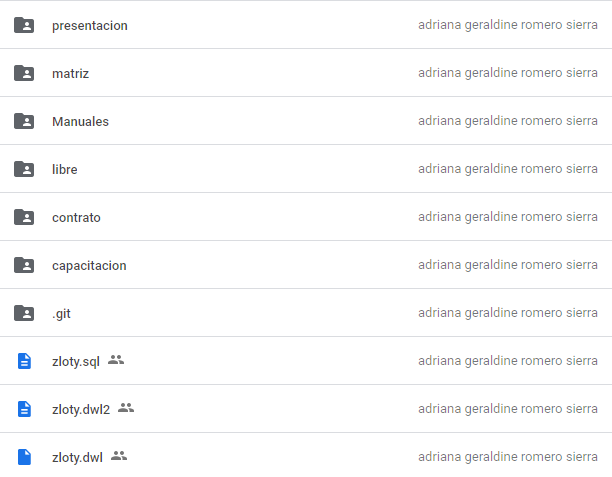 presentacion adriana geraldine romero sierra
matriz adriana geraldine romero sierra
Manuales adriana geraldine romero sierra
libre adriana geraldine romero sierra
contrato adriana geraldine romero sierra
capacitacion adriana geraldine romero sierra
.git adriana geraldine romero sierra
zloty.sql adriana geraldine romero sierra
zloty.dwl2 adriana geraldine romero sierra
zloty.dwl adriana geraldine romero sierra